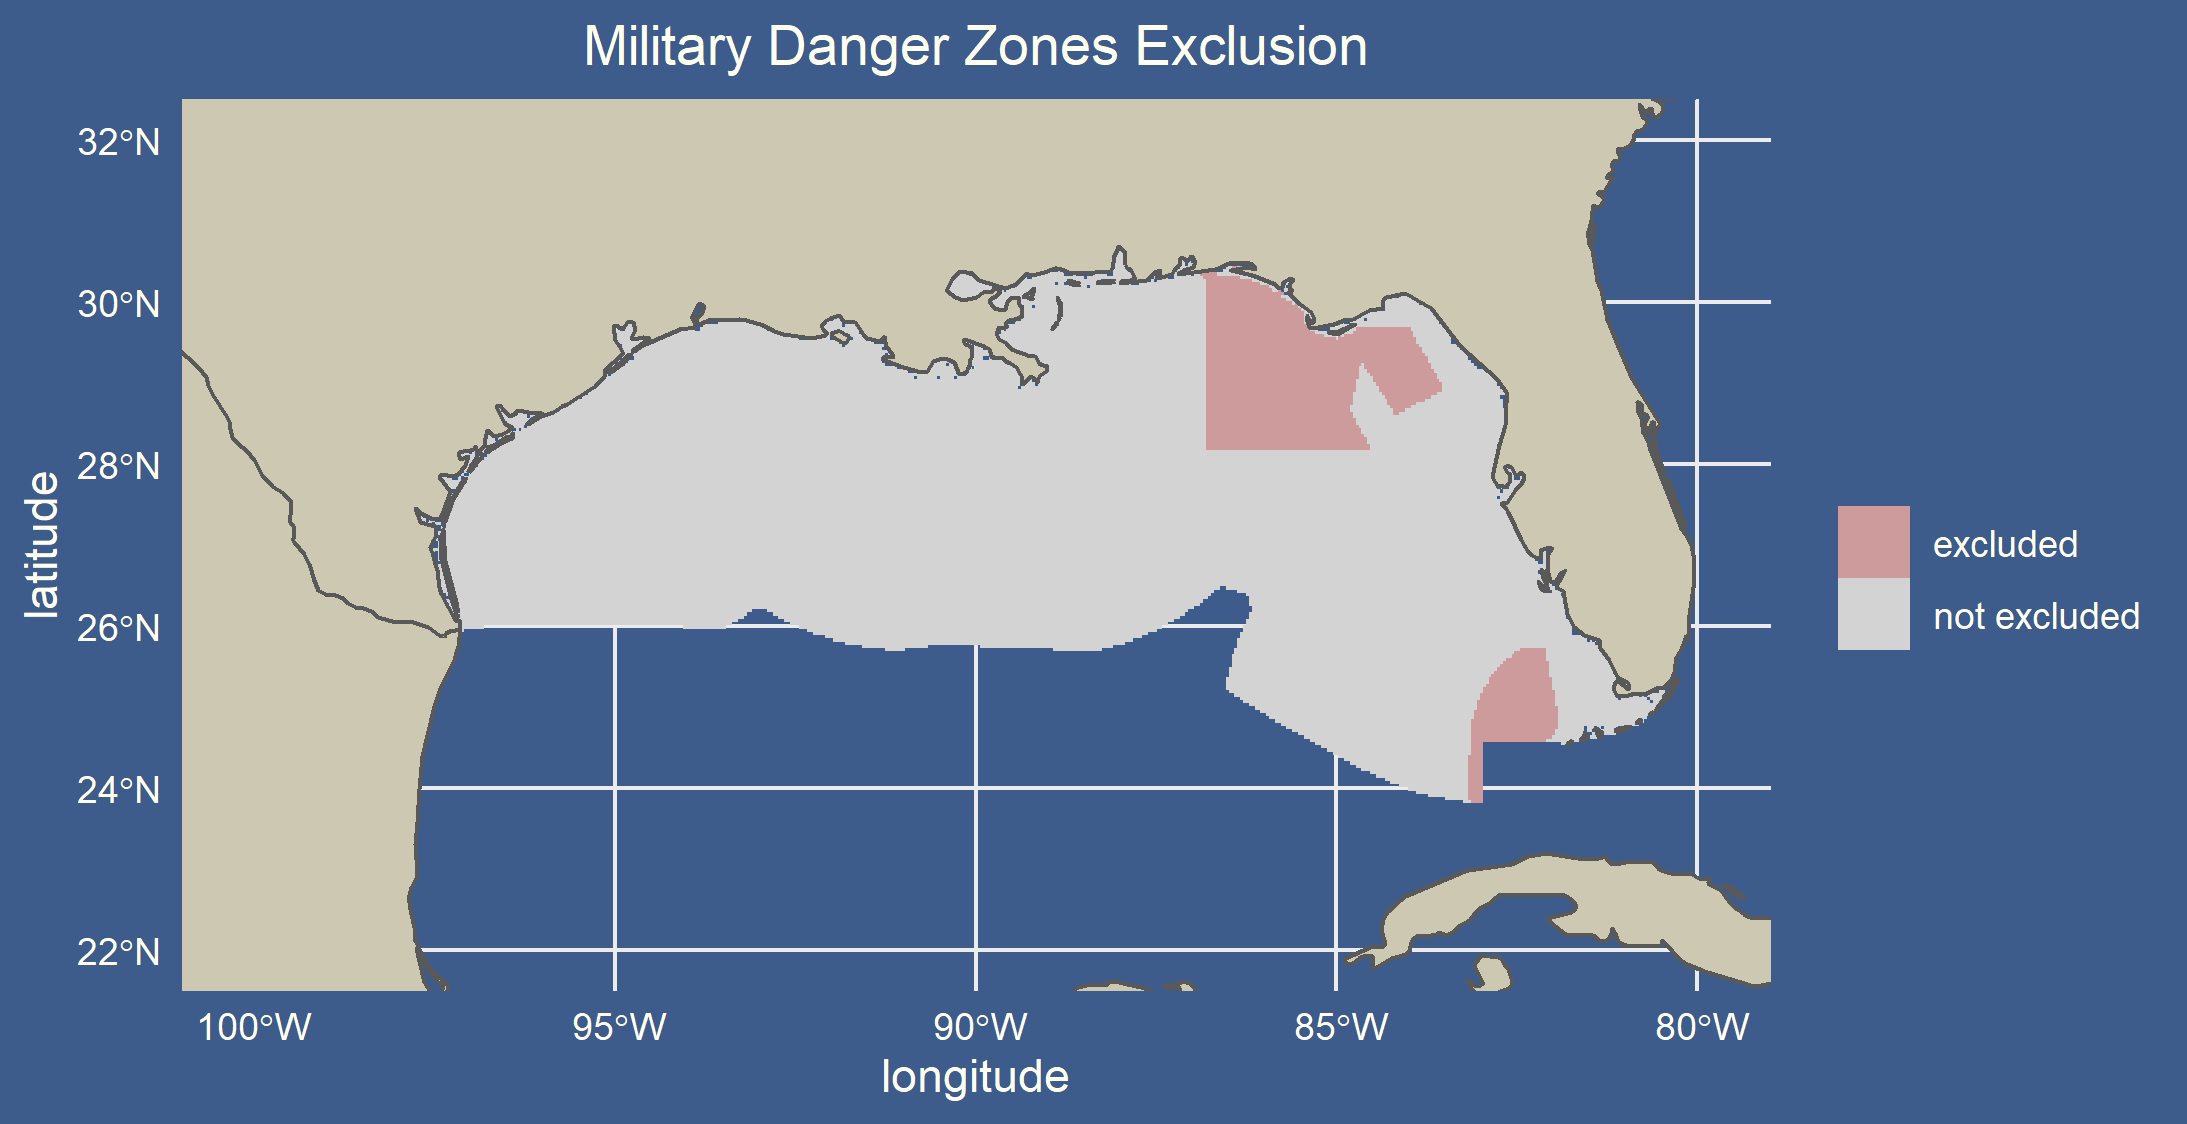 Military Danger Zones Exclusion
32°N
30°N
28°N
26°N
24°N
22°N
latitude
100°W
95°W
90°W
85°W
80°W
longitude
excluded
not excluded